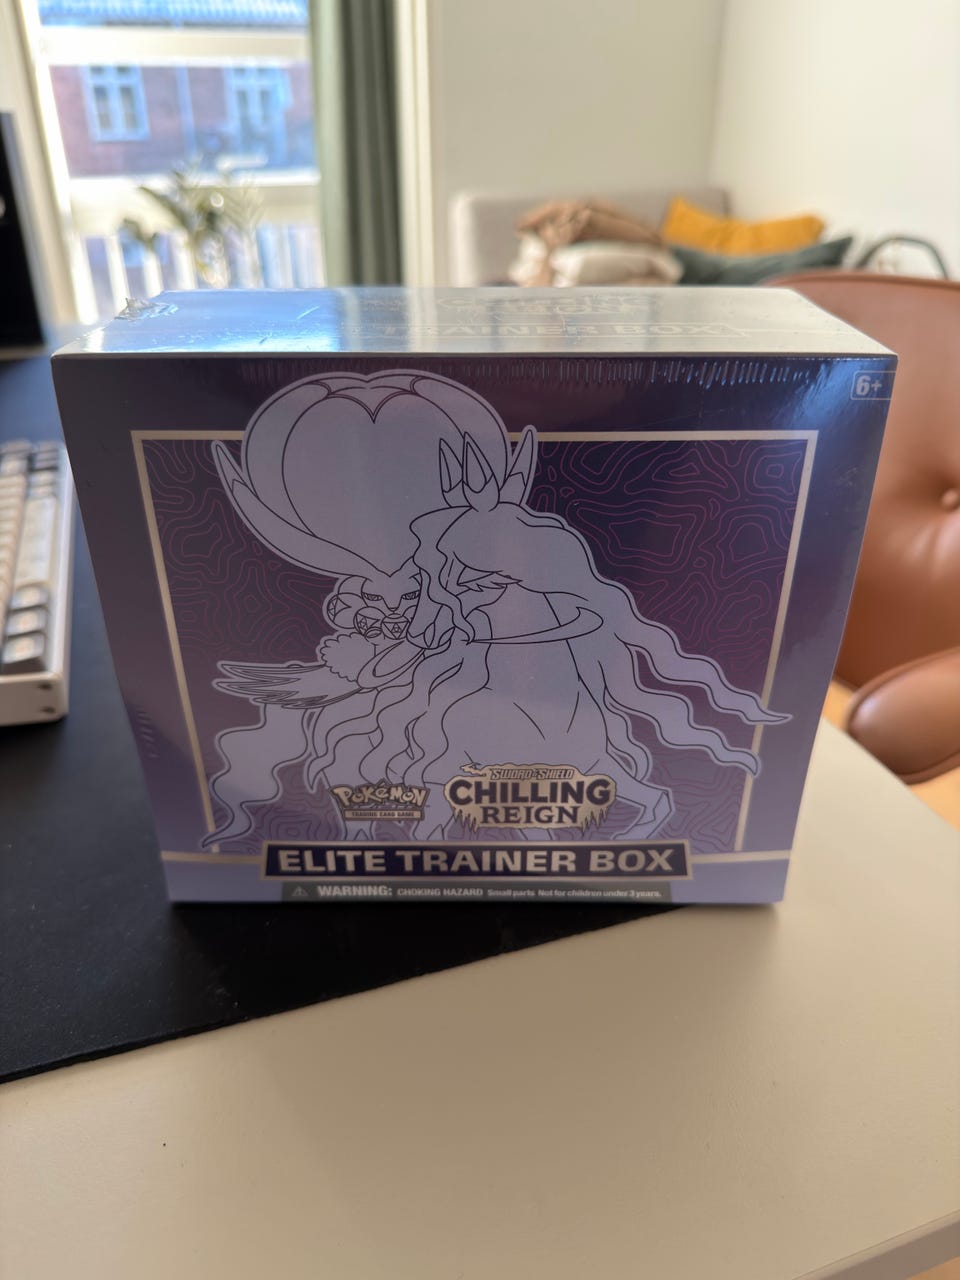 TRAINER BOX
6+
Pokémon
TRADING CARD GAME
SWORD & SHIELD
CHILLING
REIGN
ELITE TRAINER BOX
WARNING: CHOKING HAZARD Small parts Not for children under 3 years.